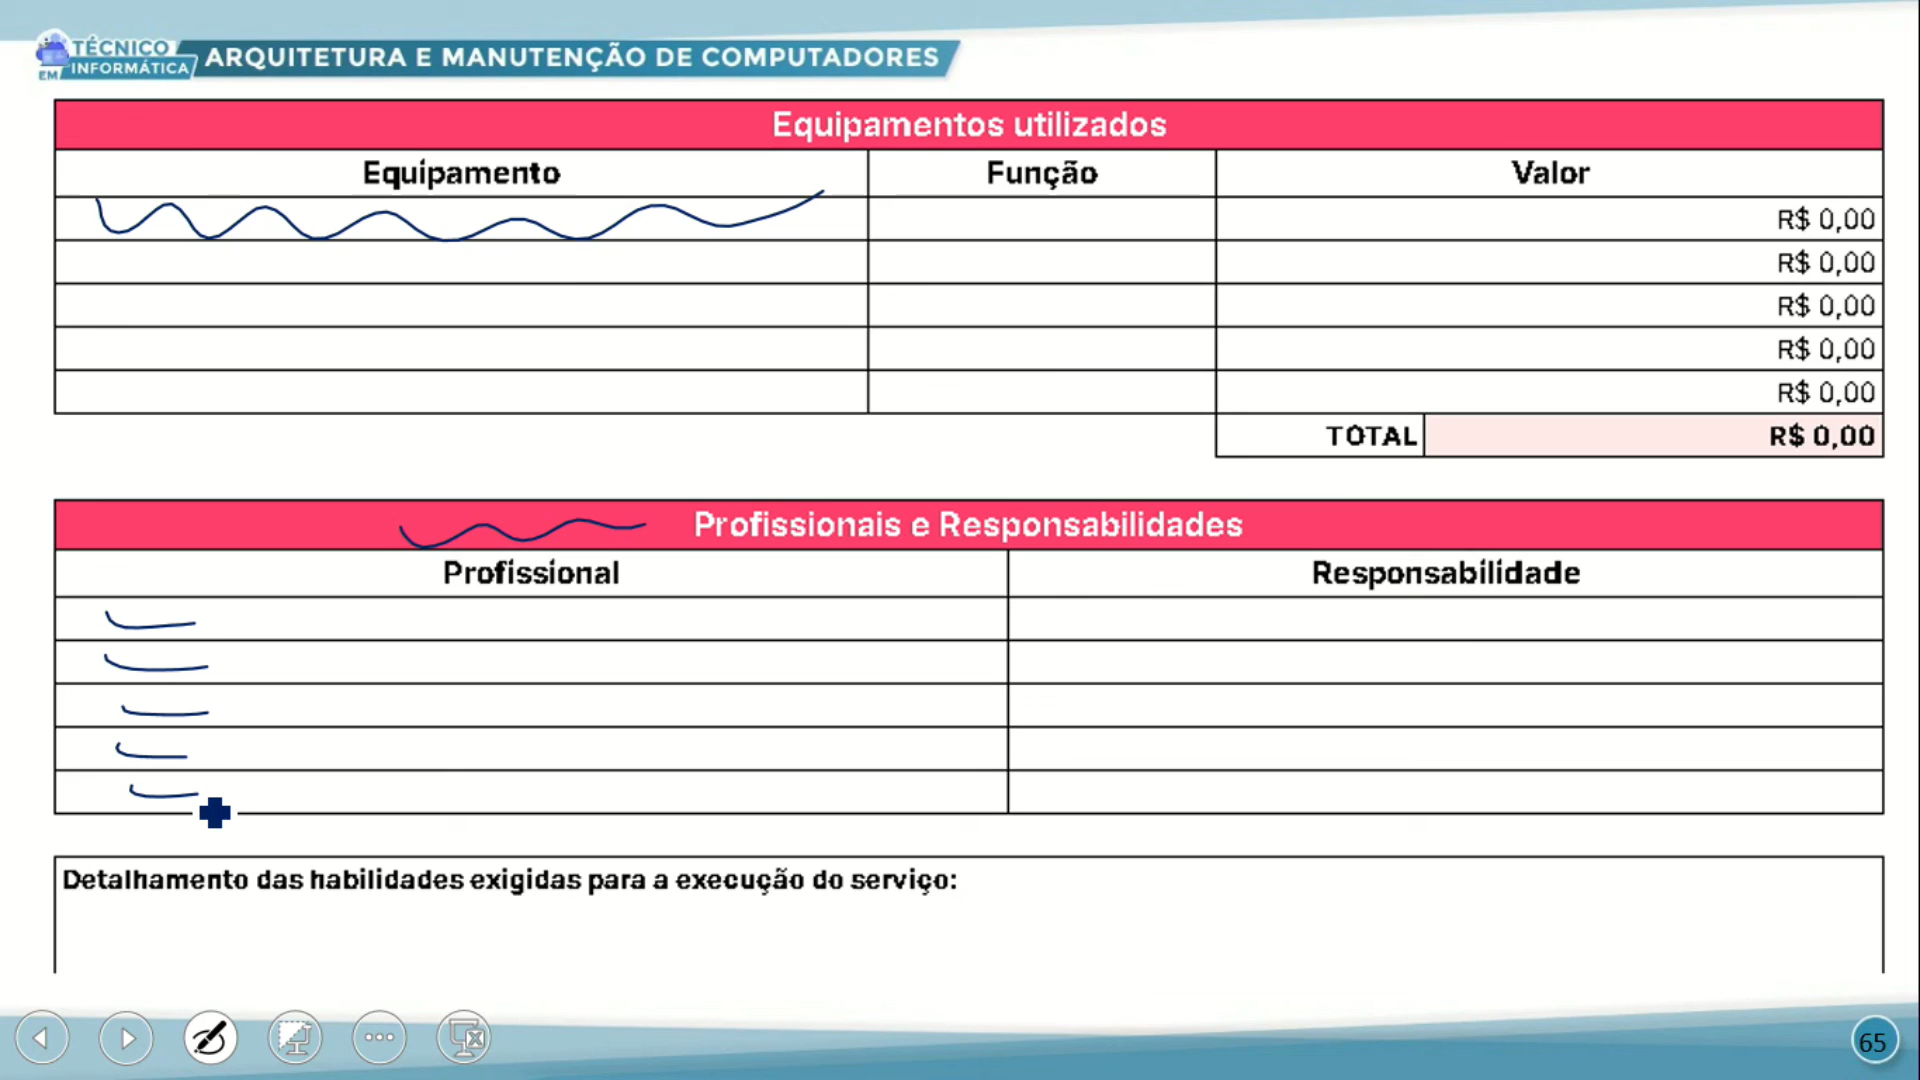 TÉCNICO
EM INFORMÁTICA
ARQUITETURA E MANUTENÇÃO DE COMPUTADORES
Equipamentos utilizados
Equipamento Função Valor
R$ 0,00
R$ 0,00
R$ 0,00
R$ 0,00
R$ 0,00
TOTAL R$ 0,00
Profissionais e Responsabilidades
Profissional Responsabilidade
Detalhamento das habilidades exigidas para a execução do serviço:
65